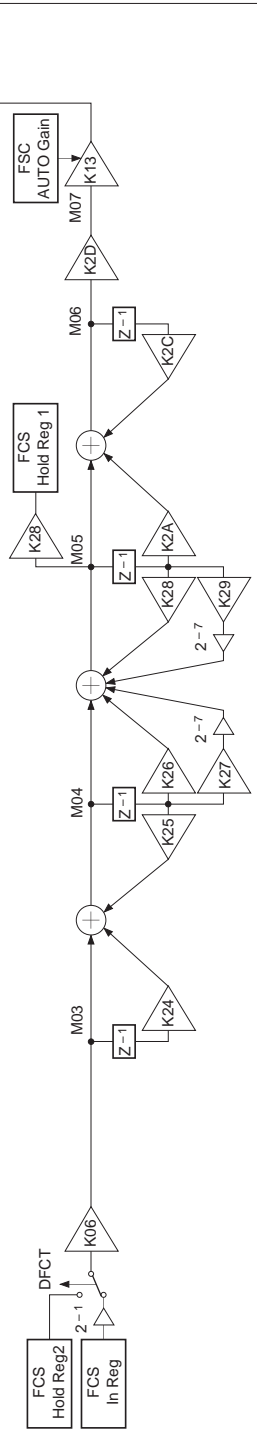 FCS
Hold Reg2
FCS
In Reg
2⁻¹
DFCT
K06
M03
Z⁻¹
K24
K25
Z⁻¹
M04
K26
K27
2⁻⁷
2⁻⁷
K28
K29
Z⁻¹
M05
K28
FCS
Hold Reg 1
K2A
K2C
Z⁻¹
M06
K2D
M07
K13
FSC
AUTO Gain